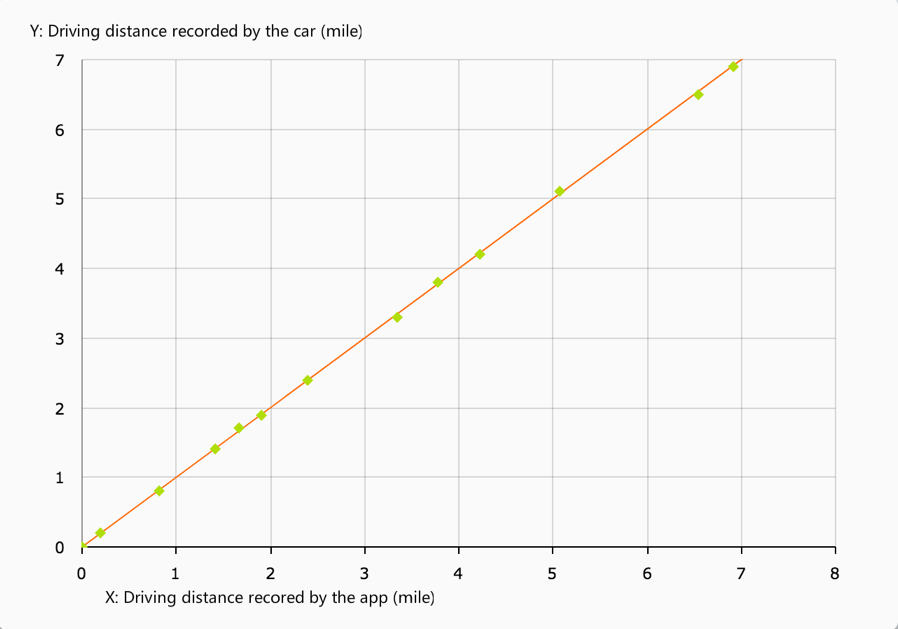 Y: Driving distance recorded by the car (mile)
7
6
5
4
3
2
1
0
0 1 2 3 4 5 6 7 8
X: Driving distance recored by the app (mile)